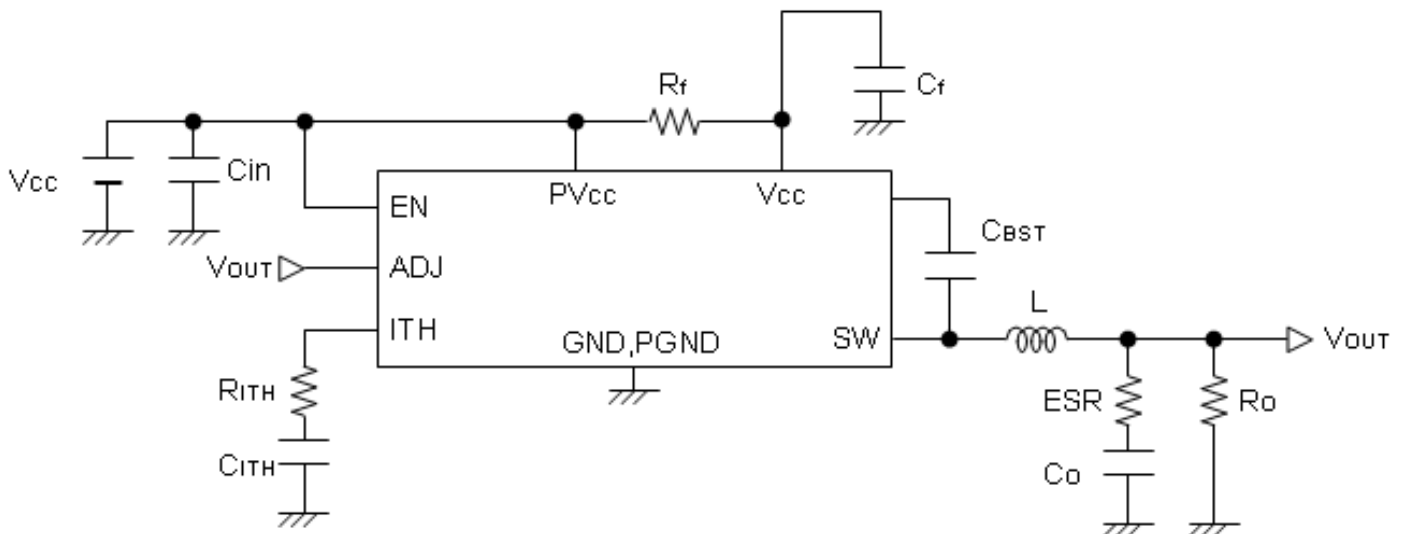 Rf
Cf
Vcc
Cin
PVcc
Vcc
EN
CBST
VOUT
ADJ
L
ITH
GND,PGND
SW
VOUT
RITH
ESR
Ro
CITH
Co